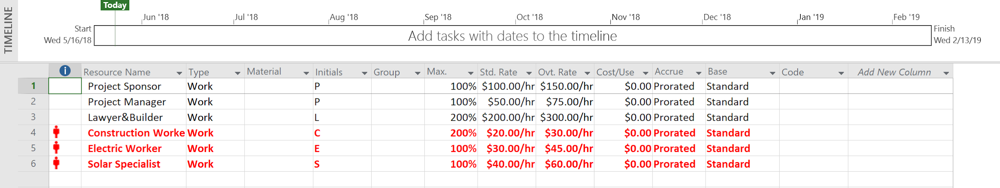 TIMELINE
Today
Jun '18 Jul '18 Aug '18 Sep '18 Oct '18 Nov '18 Dec '18 Jan '19 Feb '19
Start
Wed 5/16/18
Add tasks with dates to the timeline
Finish
Wed 2/13/19
i Resource Name Type Material Initials Group Max. Std. Rate Ovt. Rate Cost/Use Accrue Base Code Add New Column
1 Project Sponsor Work P 100% $100.00/hr $150.00/hr $0.00 Prorated Standard
2 Project Manager Work P 100% $50.00/hr $75.00/hr $0.00 Prorated Standard
3 Lawyer&Builder Work L 200% $200.00/hr $300.00/hr $0.00 Prorated Standard
4 Construction Worke Work C 200% $20.00/hr $30.00/hr $0.00 Prorated Standard
5 Electric Worker Work E 100% $30.00/hr $45.00/hr $0.00 Prorated Standard
6 Solar Specialist Work S 100% $40.00/hr $60.00/hr $0.00 Prorated Standard